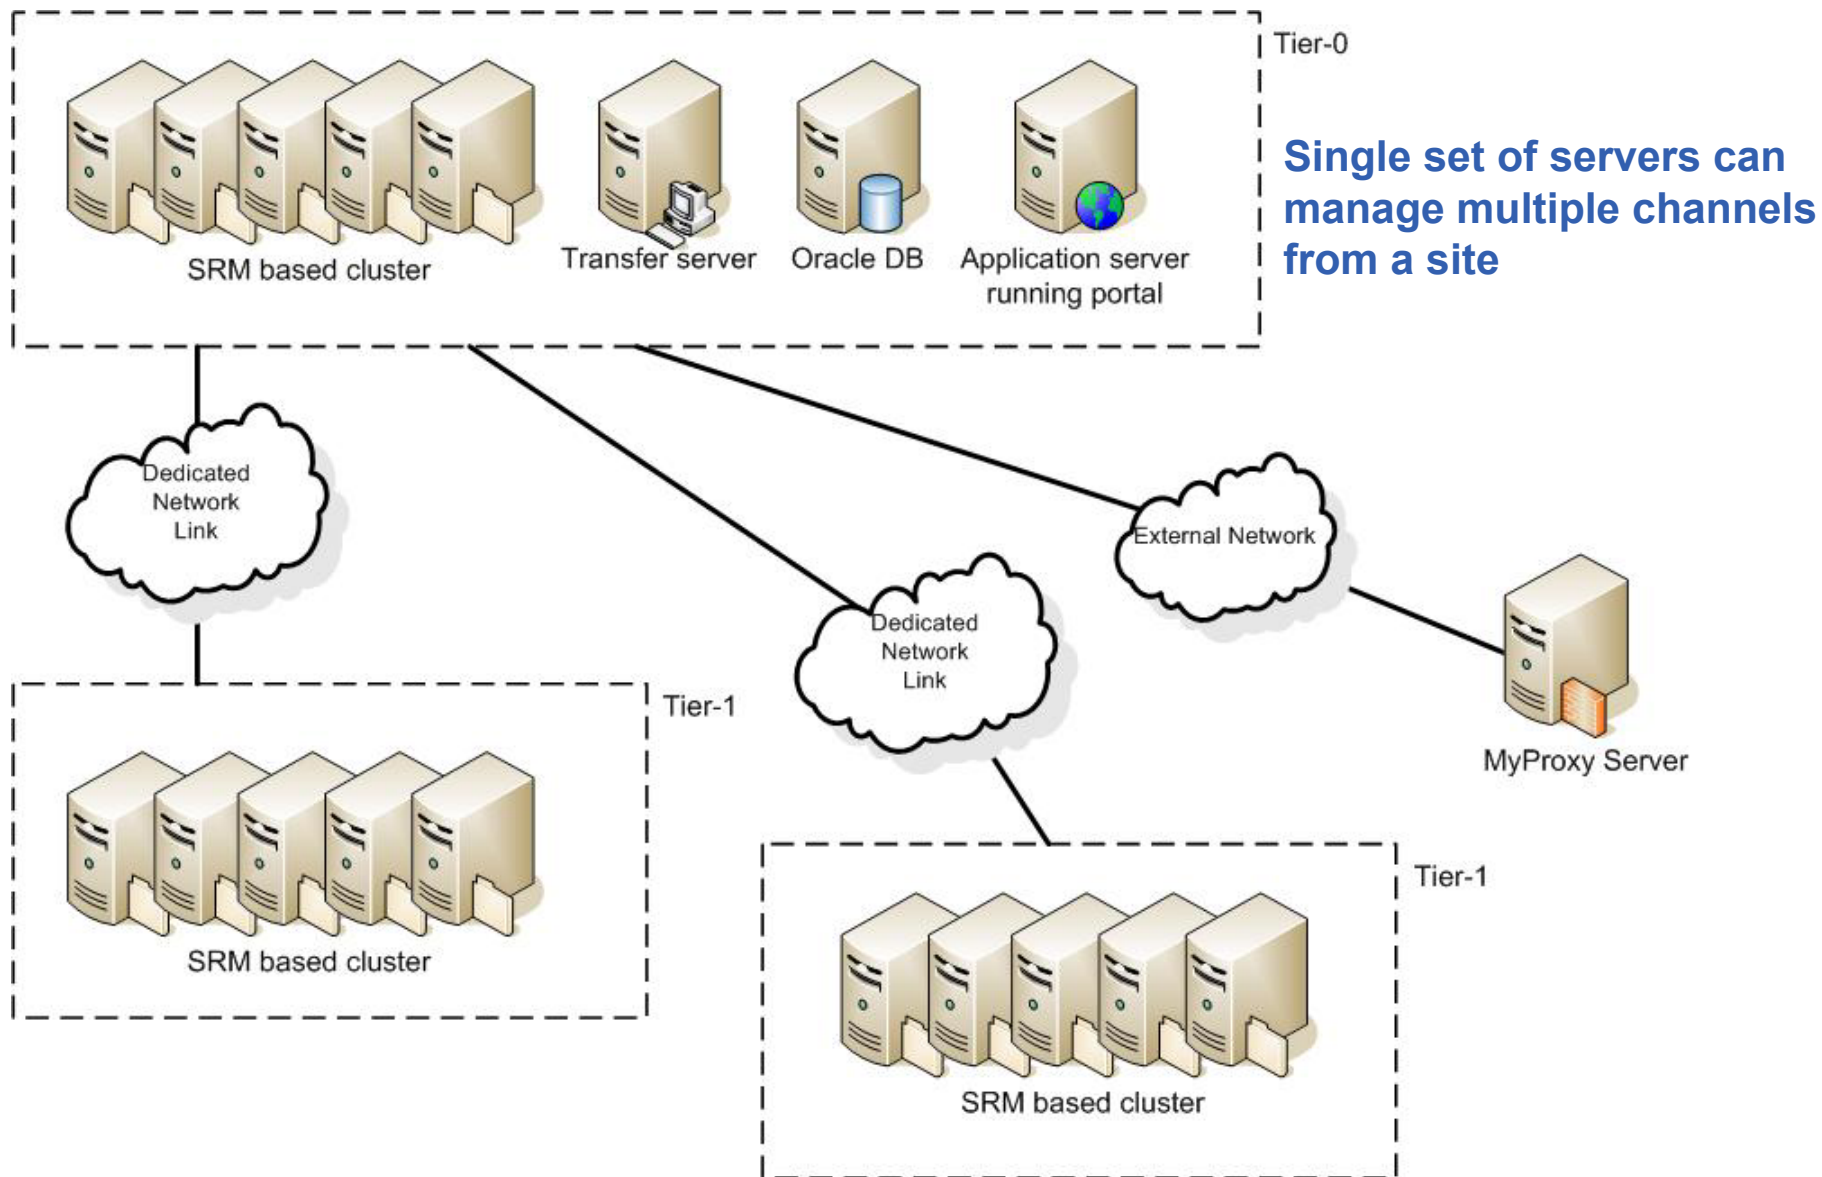 Tier-0
Single set of servers can
manage multiple channels
from a site
SRM based cluster
Transfer server
Oracle DB
Application server
running portal
Dedicated
Network
Link
External Network
Dedicated
Network
Link
MyProxy Server
Tier-1
SRM based cluster
Tier-1
SRM based cluster